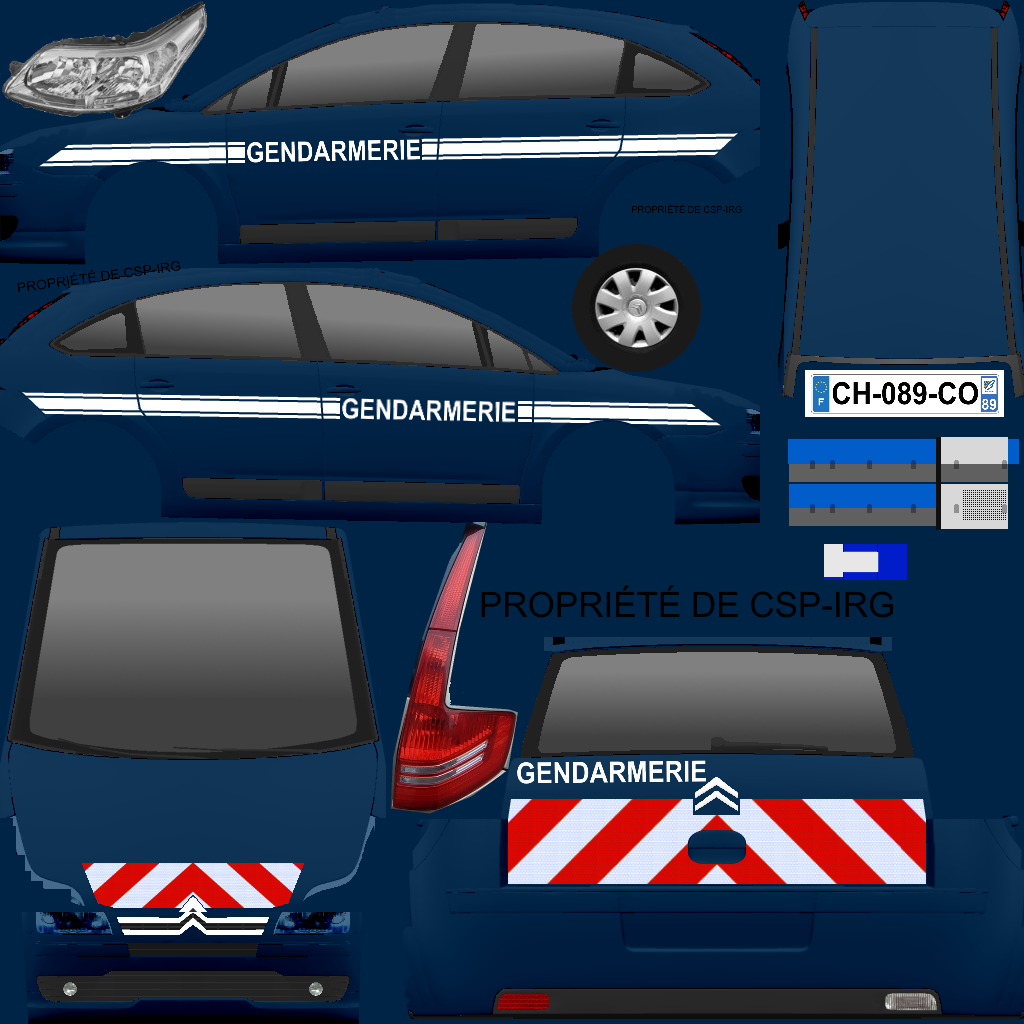 GENDARMERIE
PROPRIÉTÉ DE CSP-IRG
PROPRIÉTÉ DE CSP-IRG
GENDARMERIE
F CH-089-CO 89
PROPRIÉTÉ DE CSP-IRG
GENDARMERIE